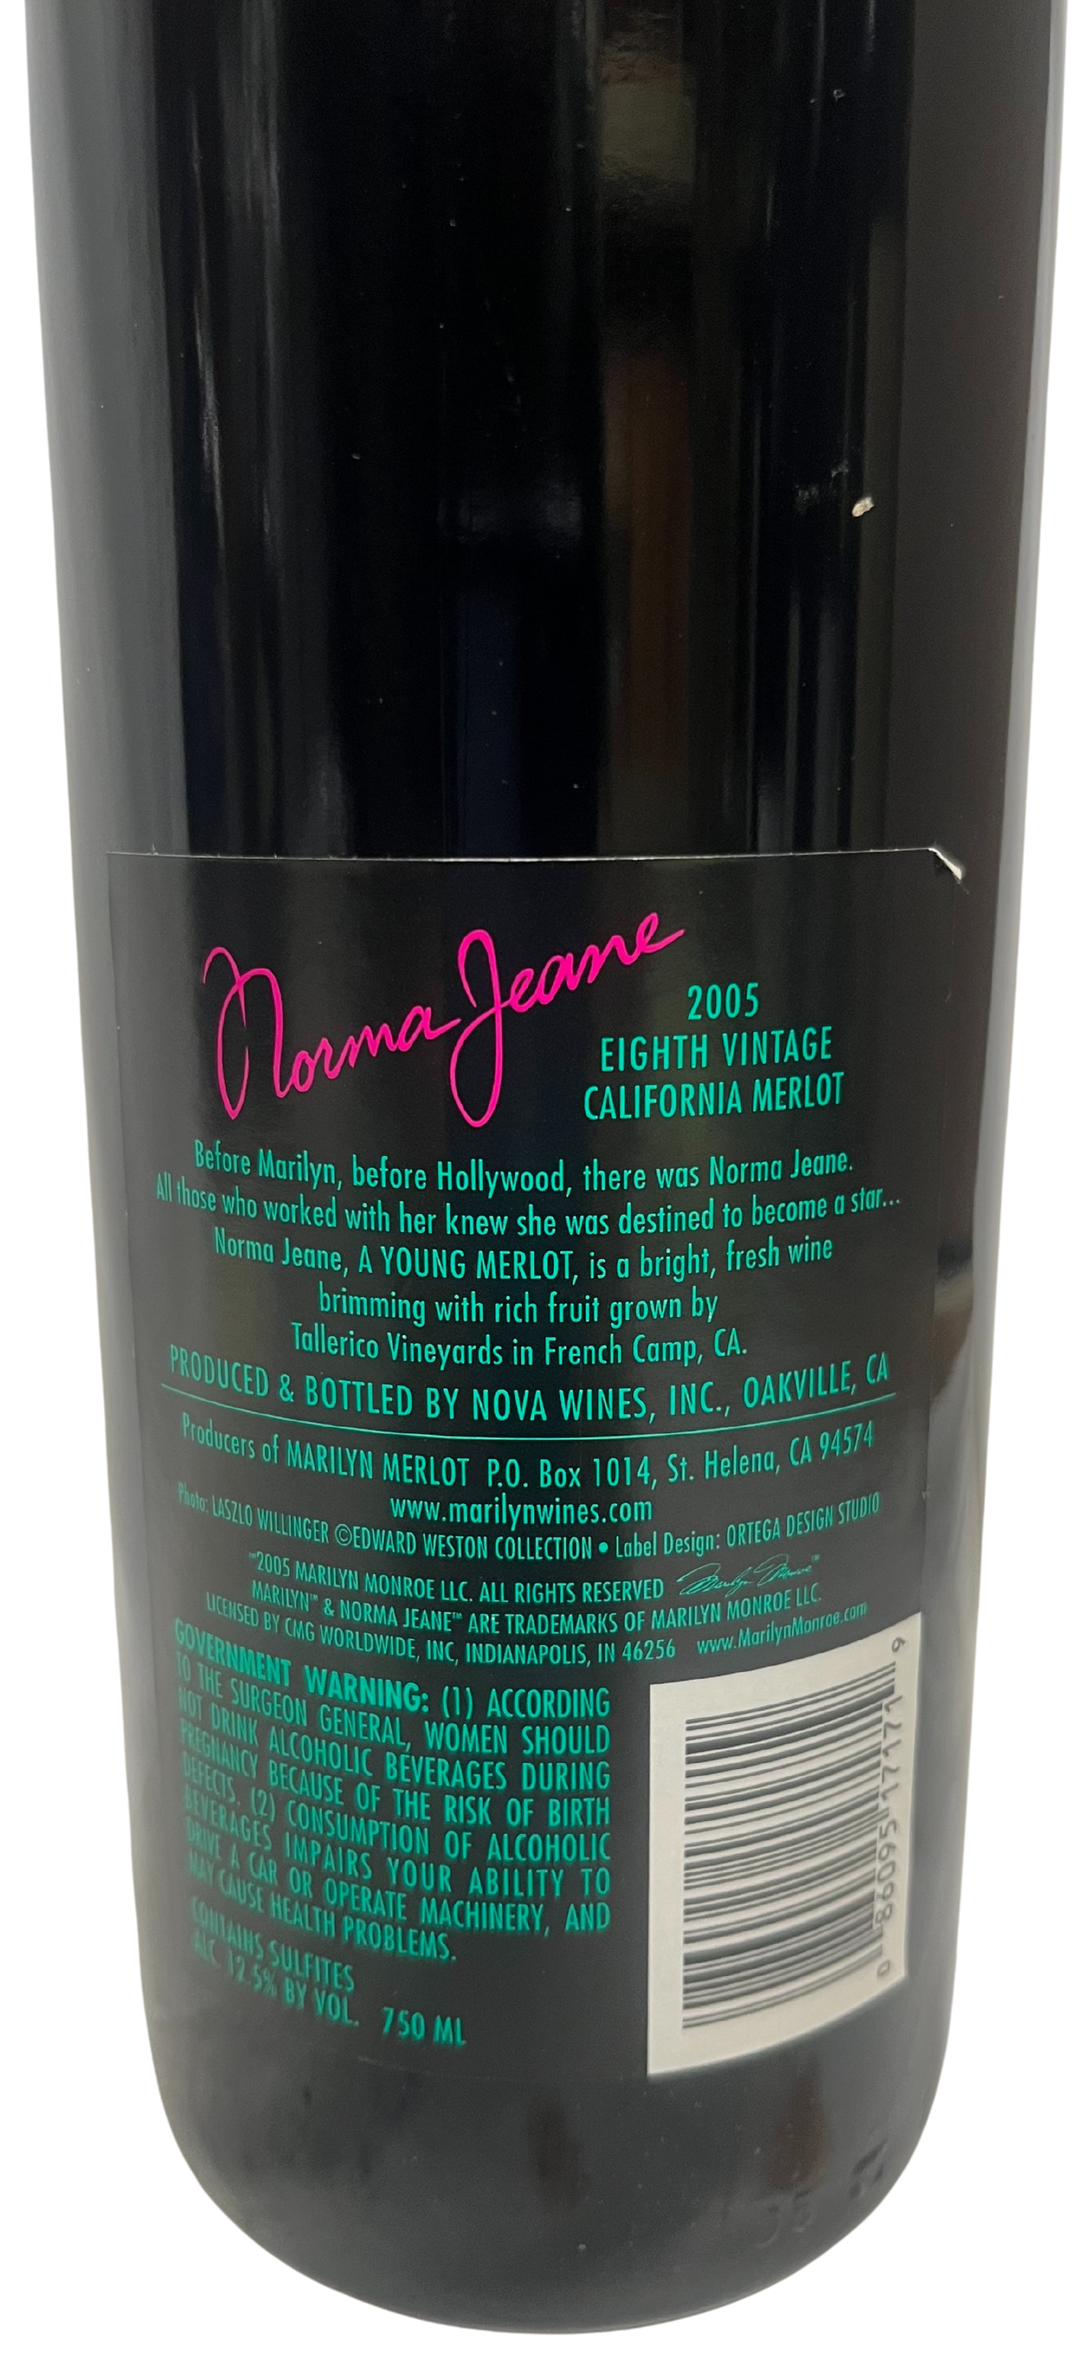 Norma Jeane
2005
EIGHTH VINTAGE
CALIFORNIA MERLOT
Before Marilyn, before Hollywood, there was Norma Jeane.
All those who worked with her knew she was destined to become a star...
Norma Jeane, A YOUNG MERLOT, is a bright, fresh wine
brimming with rich fruit grown by
Tallerico Vineyards in French Camp, CA.
PRODUCED & BOTTLED BY NOVA WINES, INC., OAKVILLE, CA
Producers of MARILYN MERLOT P.O. Box 1014, St. Helena, CA 94574
www.marilynwines.com
Photo: LASZLO WILLINGER ©EDWARD WESTON COLLECTION • Label Design: ORTEGA DESIGN STUDIO
™2005 MARILYN MONROE LLC. ALL RIGHTS RESERVED Marilyn Monroe™
MARILYN™ & NORMA JEANE™ ARE TRADEMARKS OF MARILYN MONROE LLC.
LICENSED BY CMG WORLDWIDE, INC, INDIANAPOLIS, IN 46256 www.MarilynMonroe.com
GOVERNMENT WARNING: (1) ACCORDING
TO THE SURGEON GENERAL, WOMEN SHOULD
NOT DRINK ALCOHOLIC BEVERAGES DURING
PREGNANCY BECAUSE OF THE RISK OF BIRTH
DEFECTS. (2) CONSUMPTION OF ALCOHOLIC
BEVERAGES IMPAIRS YOUR ABILITY TO
DRIVE A CAR OR OPERATE MACHINERY, AND
MAY CAUSE HEALTH PROBLEMS.
CONTAINS SULFITES
ALC 12.5% BY VOL. 750 ML
0 86095 17171 9